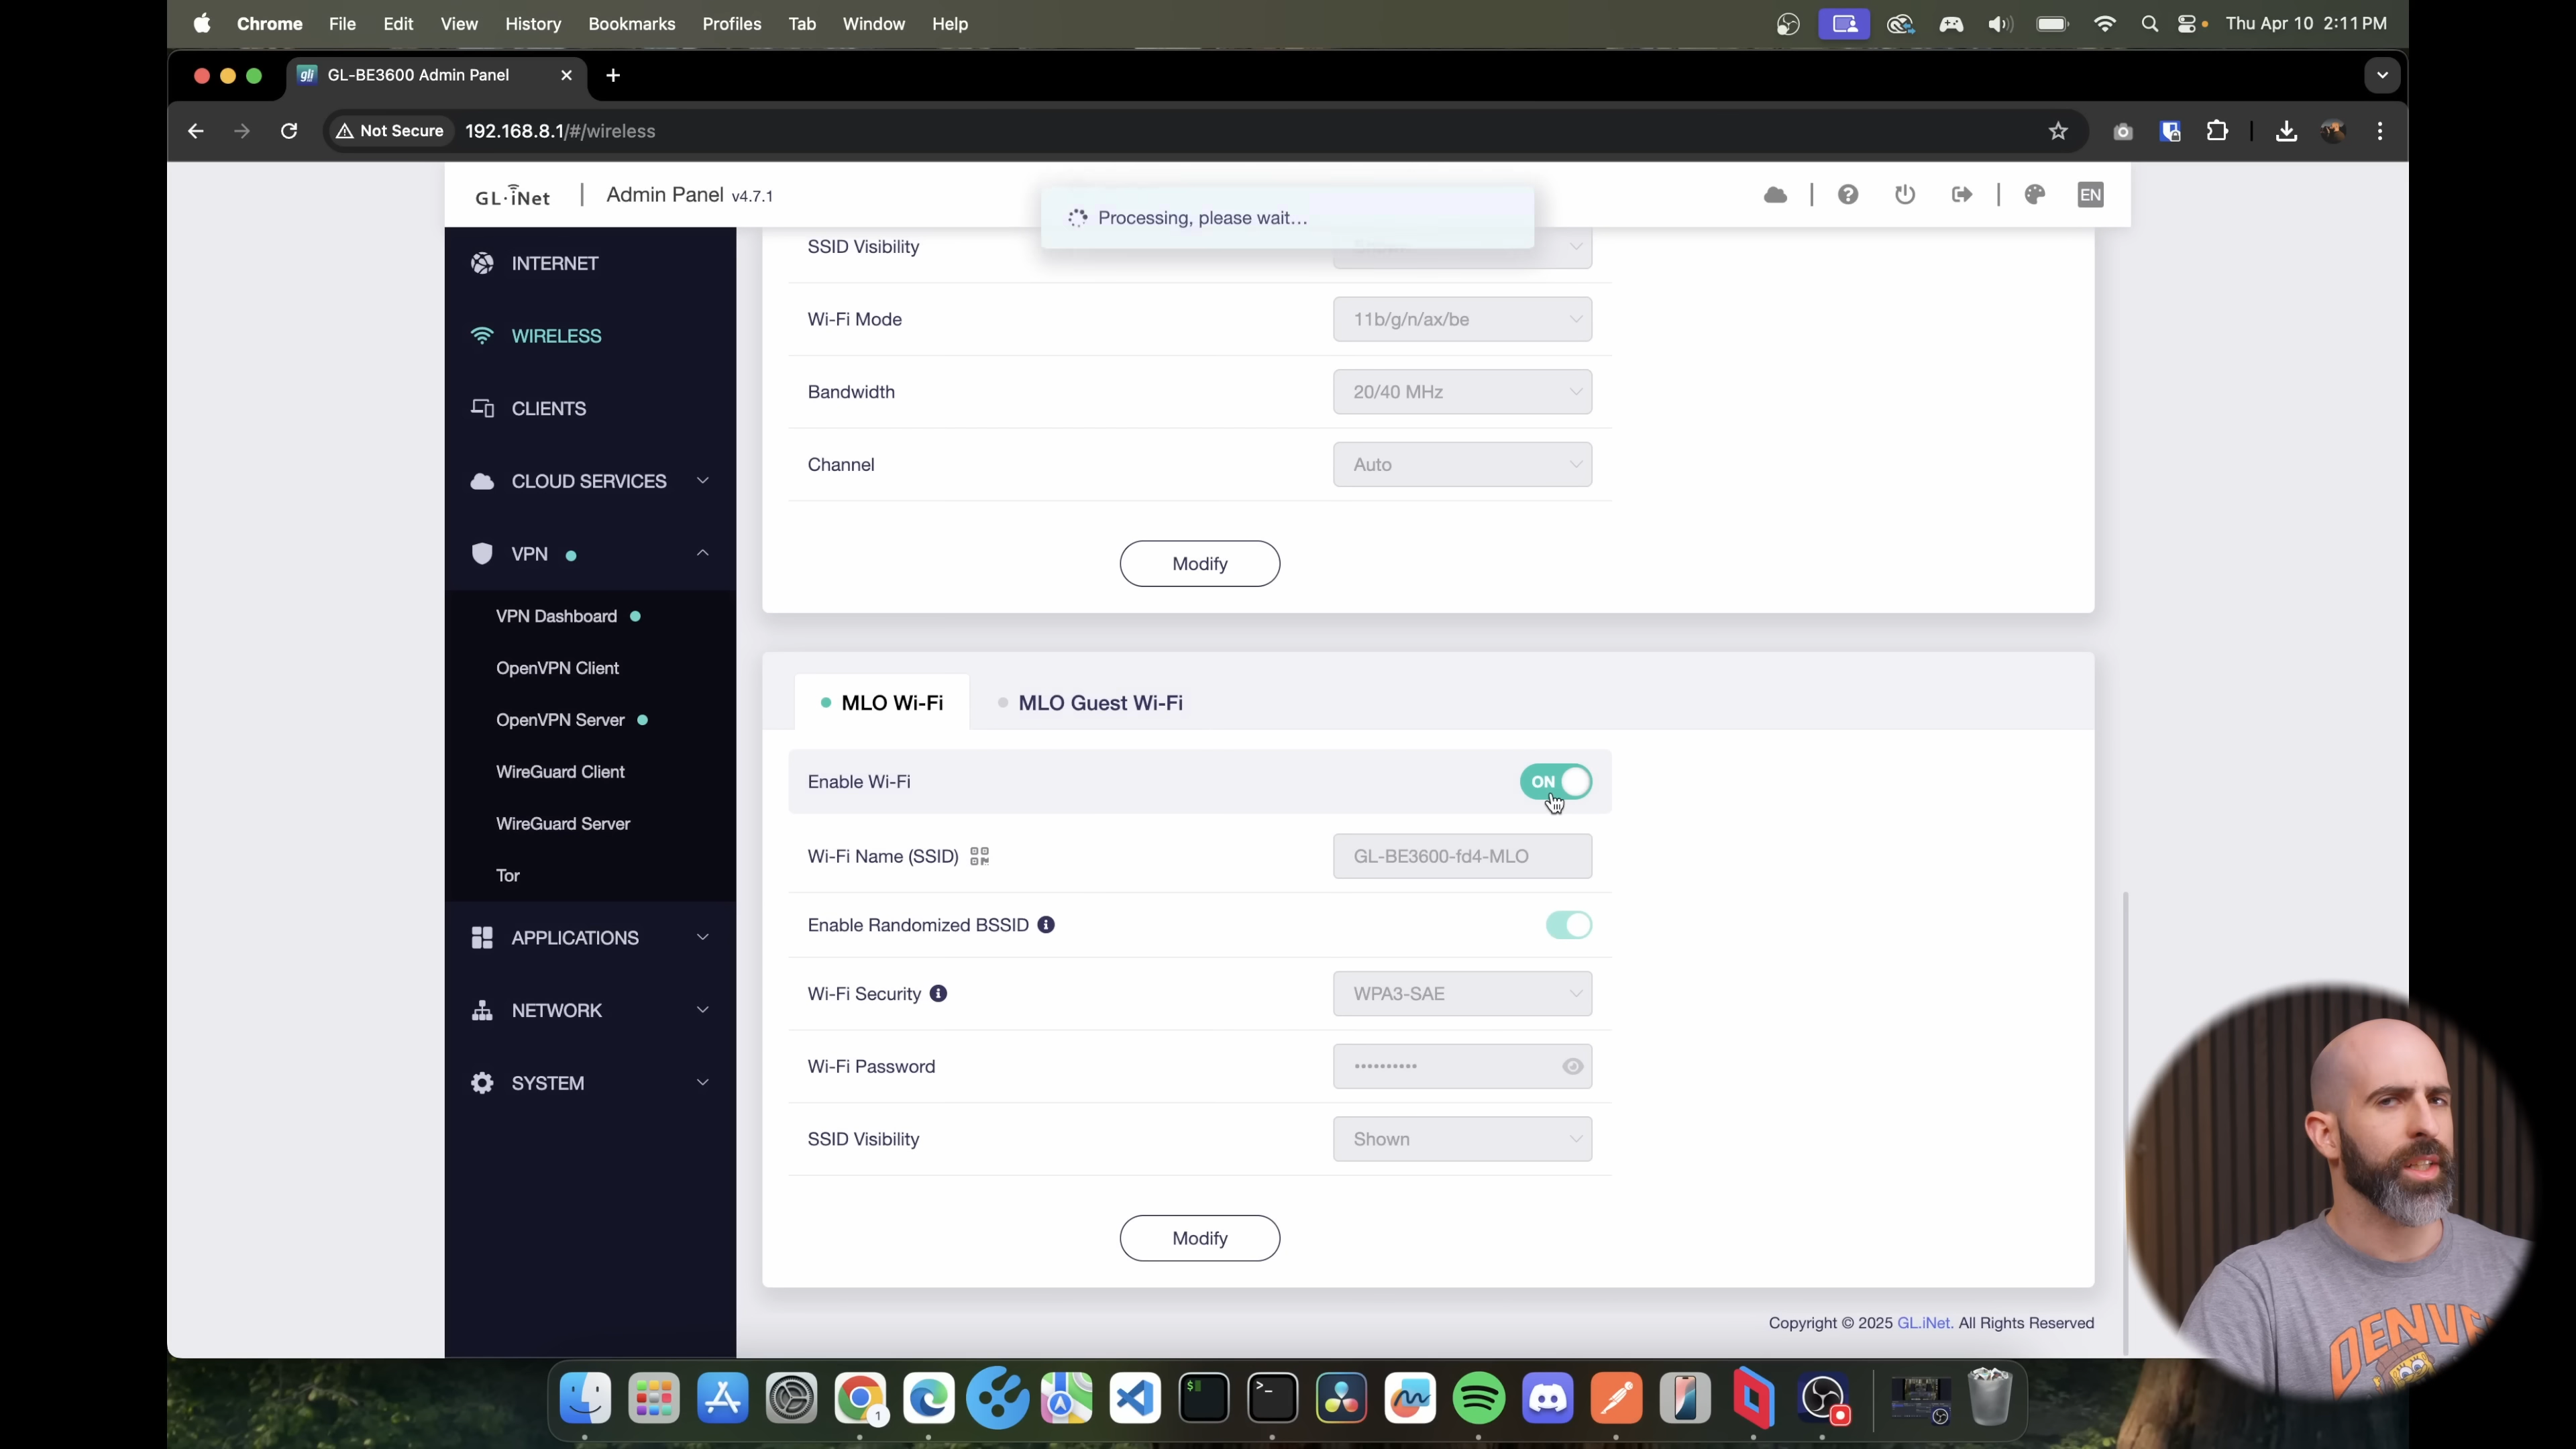 Chrome File Edit View History Bookmarks Profiles Tab Window Help Thu Apr 10 2:11 PM
gli GL-BE3600 Admin Panel
Not Secure 192.168.8.1/#/wireless
GL·iNet | Admin Panel v4.7.1
Processing, please wait...
EN
INTERNET
WIRELESS
CLIENTS
CLOUD SERVICES
VPN
VPN Dashboard
OpenVPN Client
OpenVPN Server
WireGuard Client
WireGuard Server
Tor
APPLICATIONS
NETWORK
SYSTEM
SSID Visibility
Wi-Fi Mode 11b/g/n/ax/be
Bandwidth 20/40 MHz
Channel Auto
Modify
MLO Wi-Fi MLO Guest Wi-Fi
Enable Wi-Fi ON
Wi-Fi Name (SSID) GL-BE3600-fd4-MLO
Enable Randomized BSSID
Wi-Fi Security WPA3-SAE
Wi-Fi Password ••••••••••
SSID Visibility Shown
Modify
Copyright © 2025 GL.iNet. All Rights Reserved
1